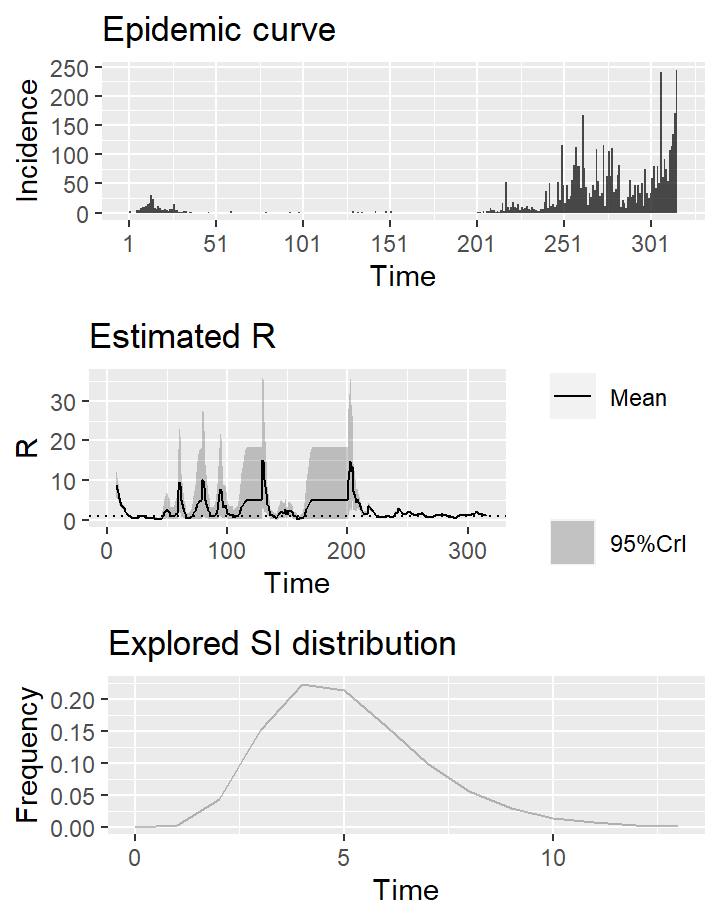 Epidemic curve
250
200
150
100
50
0
Incidence
1 51 101 151 201 251 301
Time
Estimated R
30
20
10
0
R
0 100 200 300
Time
Mean
95%CrI
Explored SI distribution
0.20
0.15
0.10
0.05
0.00
Frequency
0 5 10
Time